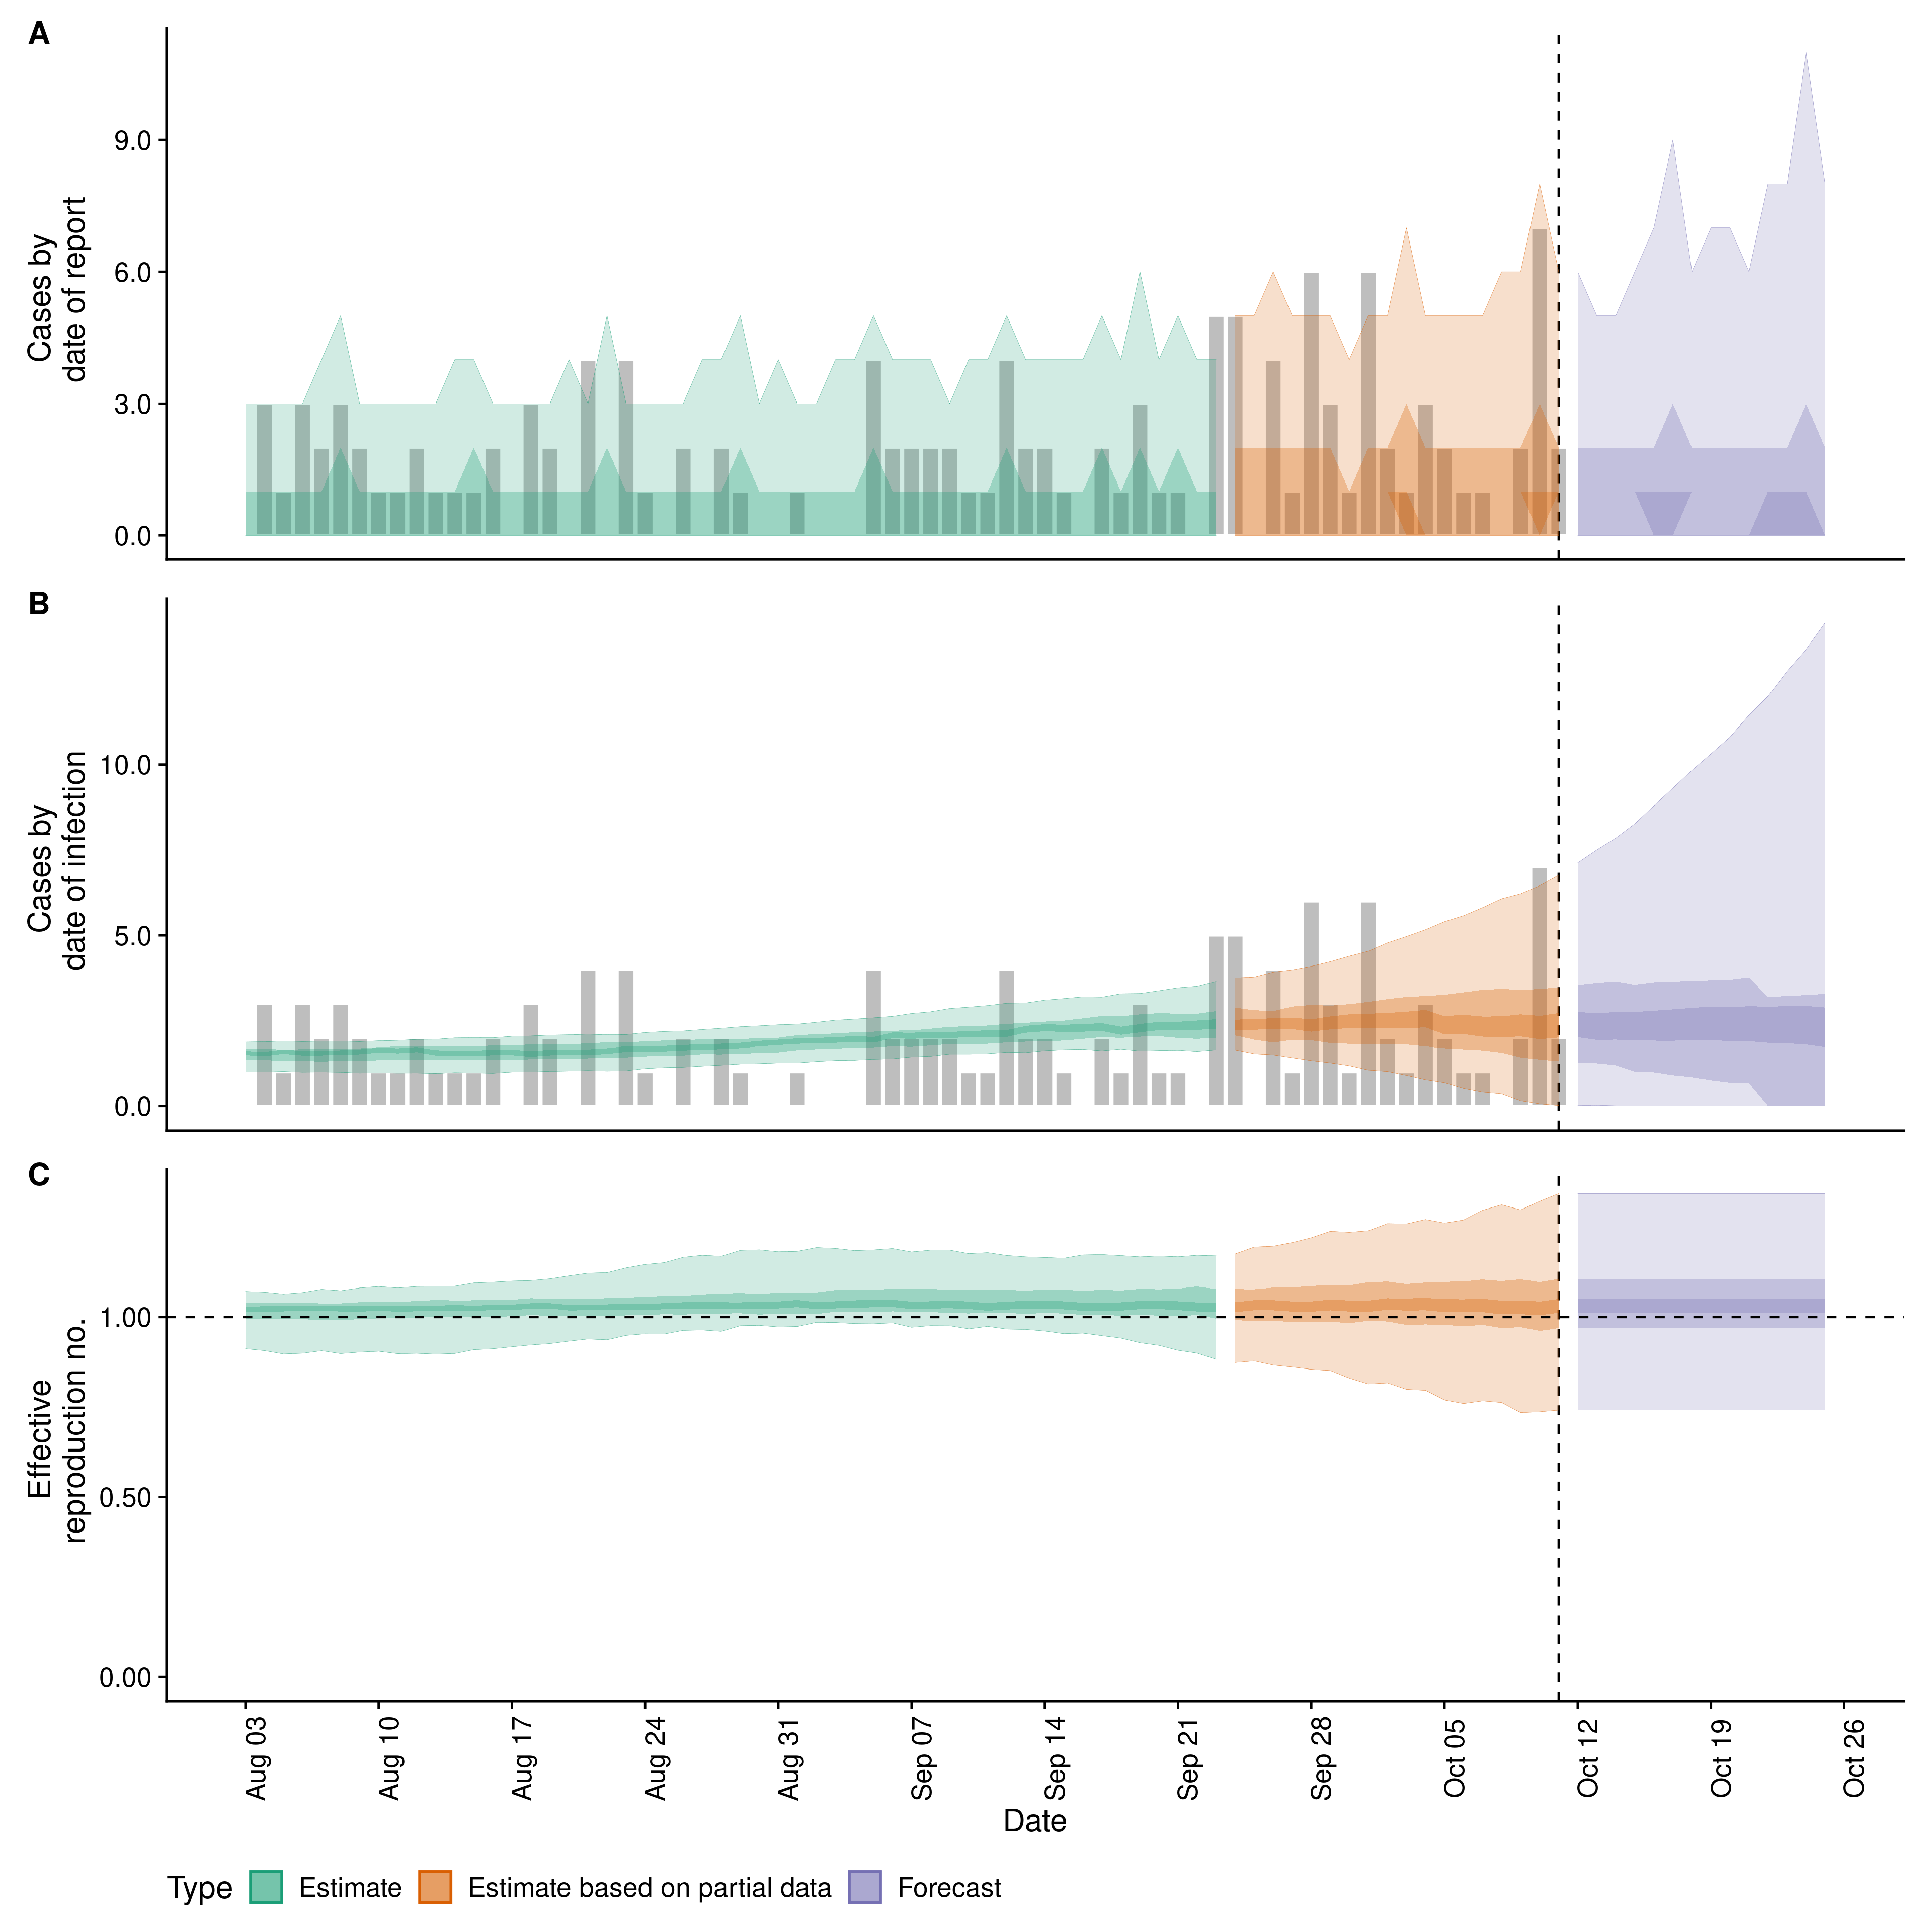 A
Cases by
date of report
9.0
6.0
3.0
0.0
B
Cases by
date of infection
10.0
5.0
0.0
C
Effective
reproduction no.
1.00
0.50
0.00
Aug 03
Aug 10
Aug 17
Aug 24
Aug 31
Sep 07
Sep 14
Sep 21
Sep 28
Oct 05
Oct 12
Oct 19
Oct 26
Date
Type Estimate Estimate based on partial data Forecast